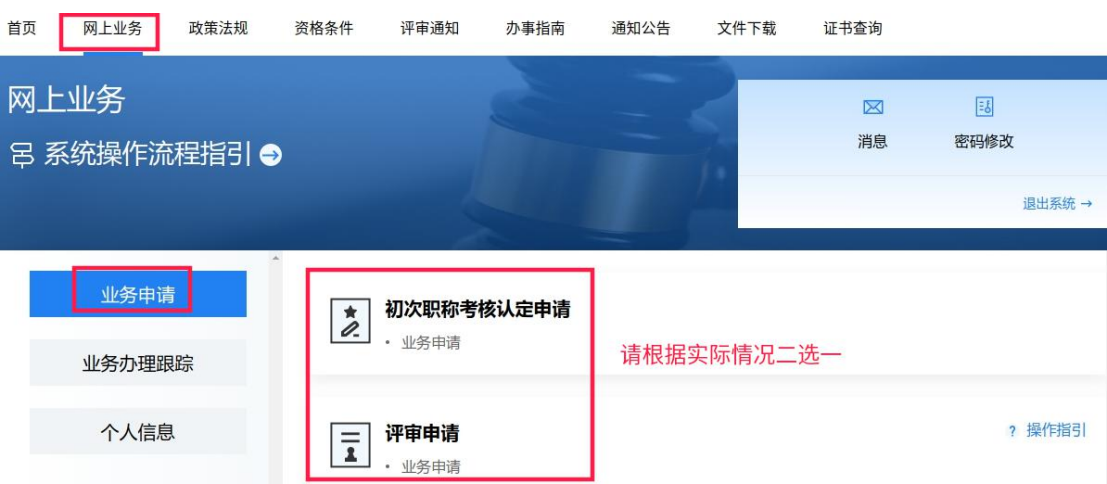 首页 网上业务 政策法规 资格条件 评审通知 办事指南 通知公告 文件下载 证书查询
网上业务
系统操作流程指引
消息 密码修改
退出系统 →
业务申请
业务办理跟踪
个人信息
初次职称考核认定申请
• 业务申请
请根据实际情况二选一
评审申请
• 业务申请
? 操作指引